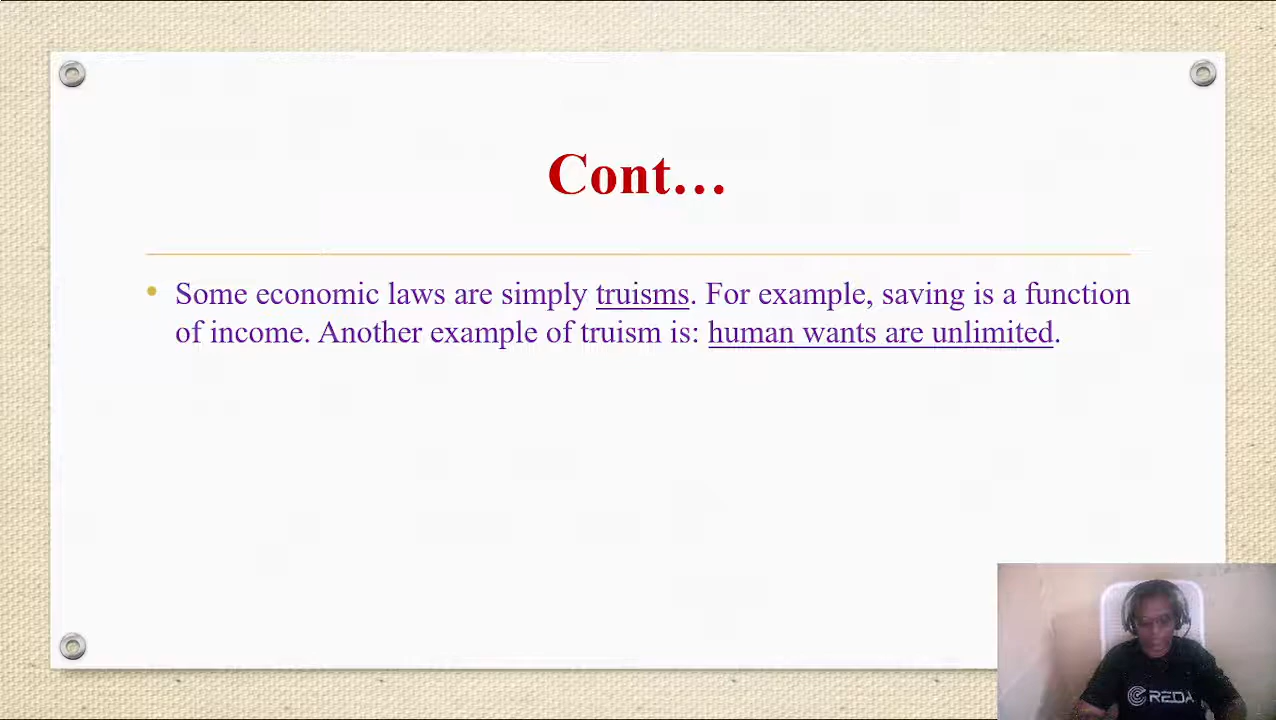 Cont…
• Some economic laws are simply truisms. For example, saving is a function
of income. Another example of truism is: human wants are unlimited.
REDA